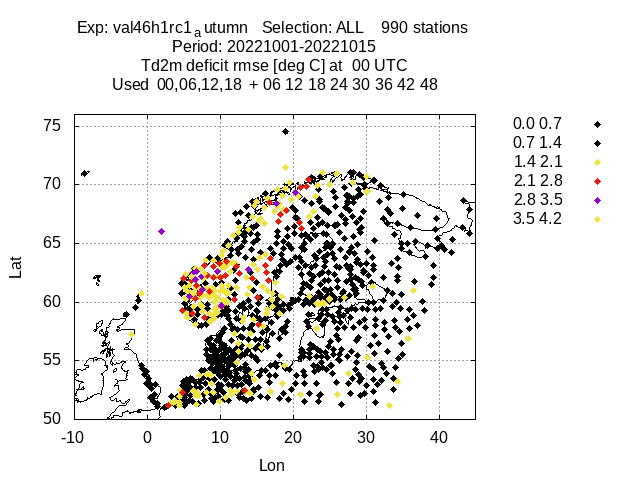 Exp: val46h1rc1 a utumn Selection: ALL 990 stations
Period: 20221001-20221015
Td2m deficit rmse [deg C] at 00 UTC
Used 00,06,12,18 + 06 12 18 24 30 36 42 48
0.0 0.7
0.7 1.4
1.4 2.1
2.1 2.8
2.8 3.5
3.5 4.2
75
70
65
60
55
50
Lat
-10 0 10 20 30 40
Lon